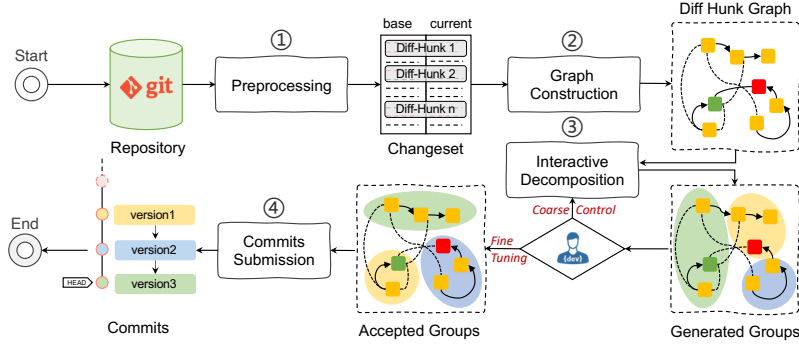 Start
git
Repository
①
Preprocessing
base current
Diff-Hunk 1
Diff-Hunk 2
Diff-Hunk n
Changeset
②
Graph
Construction
Diff Hunk Graph
③
Interactive
Decomposition
Coarse Control
{dev}
Fine
Tuning
Generated Groups
Accepted Groups
④
Commits
Submission
version1
version2
version3
HEAD
Commits
End